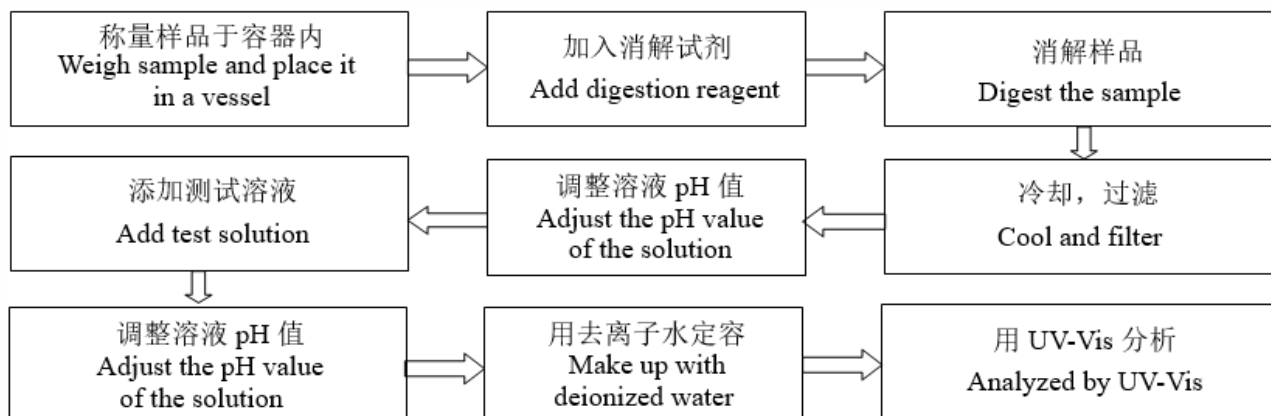 称量样品于容器内
Weigh sample and place it
in a vessel
加入消解试剂
Add digestion reagent
消解样品
Digest the sample
冷却，过滤
Cool and filter
调整溶液 pH 值
Adjust the pH value
of the solution
添加测试溶液
Add test solution
调整溶液 pH 值
Adjust the pH value
of the solution
用去离子水定容
Make up with
deionized water
用 UV-Vis 分析
Analyzed by UV-Vis